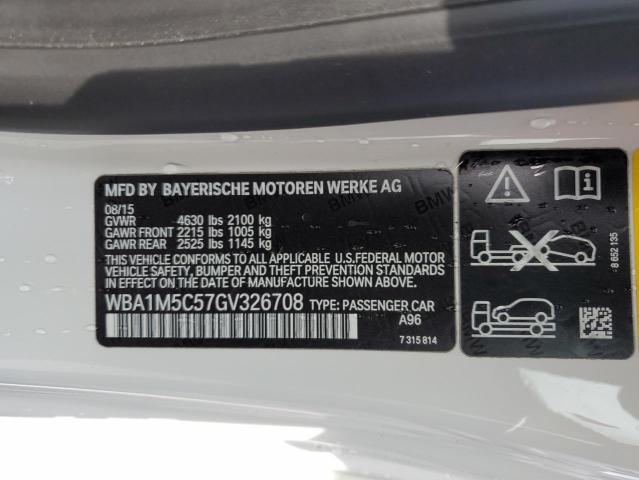 MFD BY BAYERISCHE MOTOREN WERKE AG
08/15
GVWR 4630 lbs 2100 kg
GAWR FRONT 2215 lbs 1005 kg
GAWR REAR 2525 lbs 1145 kg
THIS VEHICLE CONFORMS TO ALL APPLICABLE U.S.FEDERAL MOTOR
VEHICLE SAFETY, BUMPER AND THEFT PREVENTION STANDARDS
IN EFFECT ON THE DATE OF MANUFACTURE SHOWN ABOVE.
WBA1M5C57GV326708 TYPE: PASSENGER CAR
A96
7 315 814
8 652 135